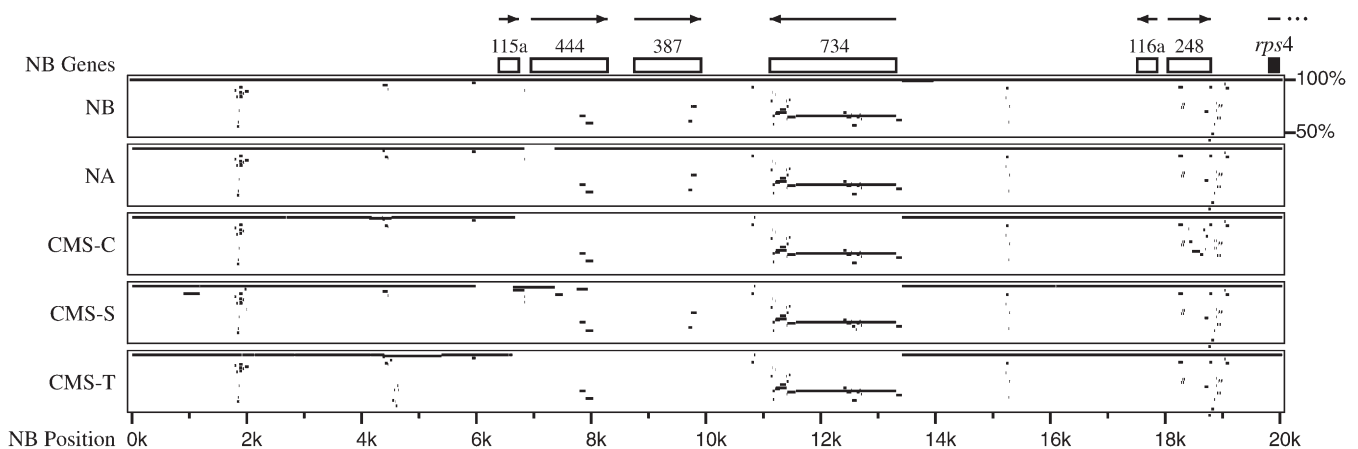 115a 444 387 734 116a 248 rps4
NB Genes
100%
NB
50%
NA
CMS-C
CMS-S
CMS-T
NB Position 0k 2k 4k 6k 8k 10k 12k 14k 16k 18k 20k